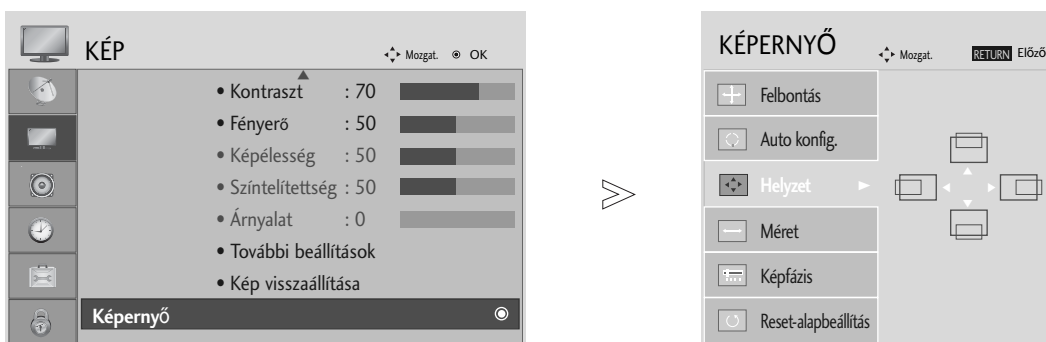 KÉP
Mozgat. OK
• Kontraszt : 70
• Fényerő : 50
• Képélesség : 50
• Színtelítettség : 50
• Árnyalat : 0
• További beállítások
• Kép visszaállítása
Képernyő
KÉPERNYŐ
Mozgat. RETURN Előző
Felbontás
Auto konfig.
Helyzet
Méret
Képfázis
Reset-alapbeállítás